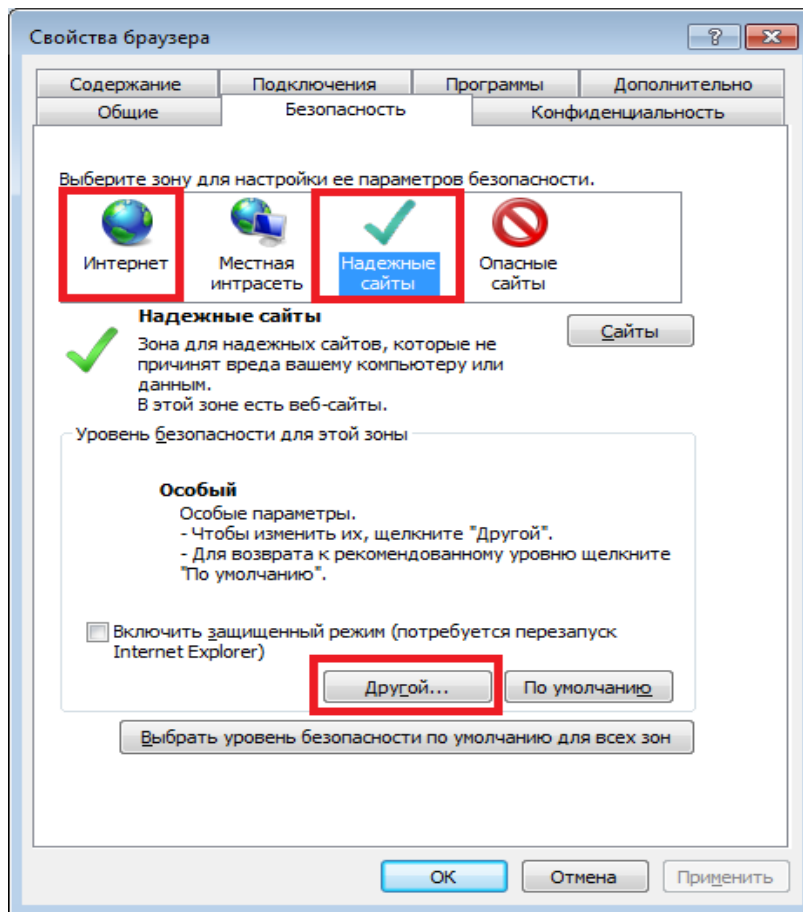 Свойства браузера
Содержание Подключения Программы Дополнительно
Общие Безопасность Конфиденциальность
Выберите зону для настройки ее параметров безопасности.
Интернет Местная интрасеть Надежные сайты Опасные сайты
Надежные сайты
Сайты
Зона для надежных сайтов, которые не
причинят вреда вашему компьютеру или
данным.
В этой зоне есть веб-сайты.
Уровень безопасности для этой зоны
Особый
Особые параметры.
- Чтобы изменить их, щелкните "Другой".
- Для возврата к рекомендованному уровню щелкните
"По умолчанию".
Включить защищенный режим (потребуется перезапуск
Internet Explorer)
Другой... По умолчанию
Выбрать уровень безопасности по умолчанию для всех зон
ОК Отмена Применить